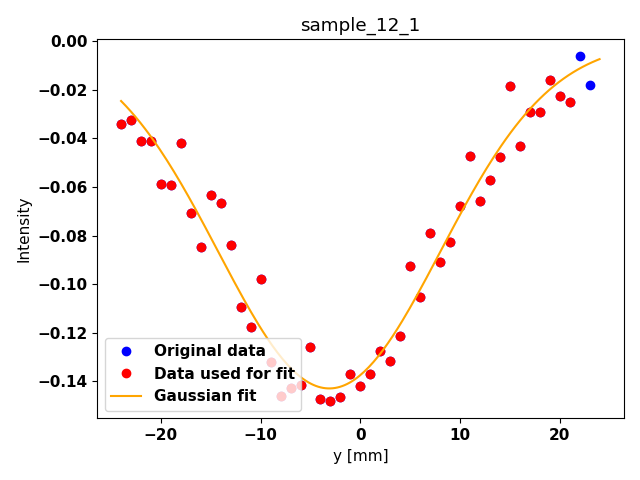 sample_12_1
0.00
−0.02
−0.04
−0.06
−0.08
−0.10
−0.12
−0.14
Intensity
Original data
Data used for fit
Gaussian fit
−20 −10 0 10 20
y [mm]